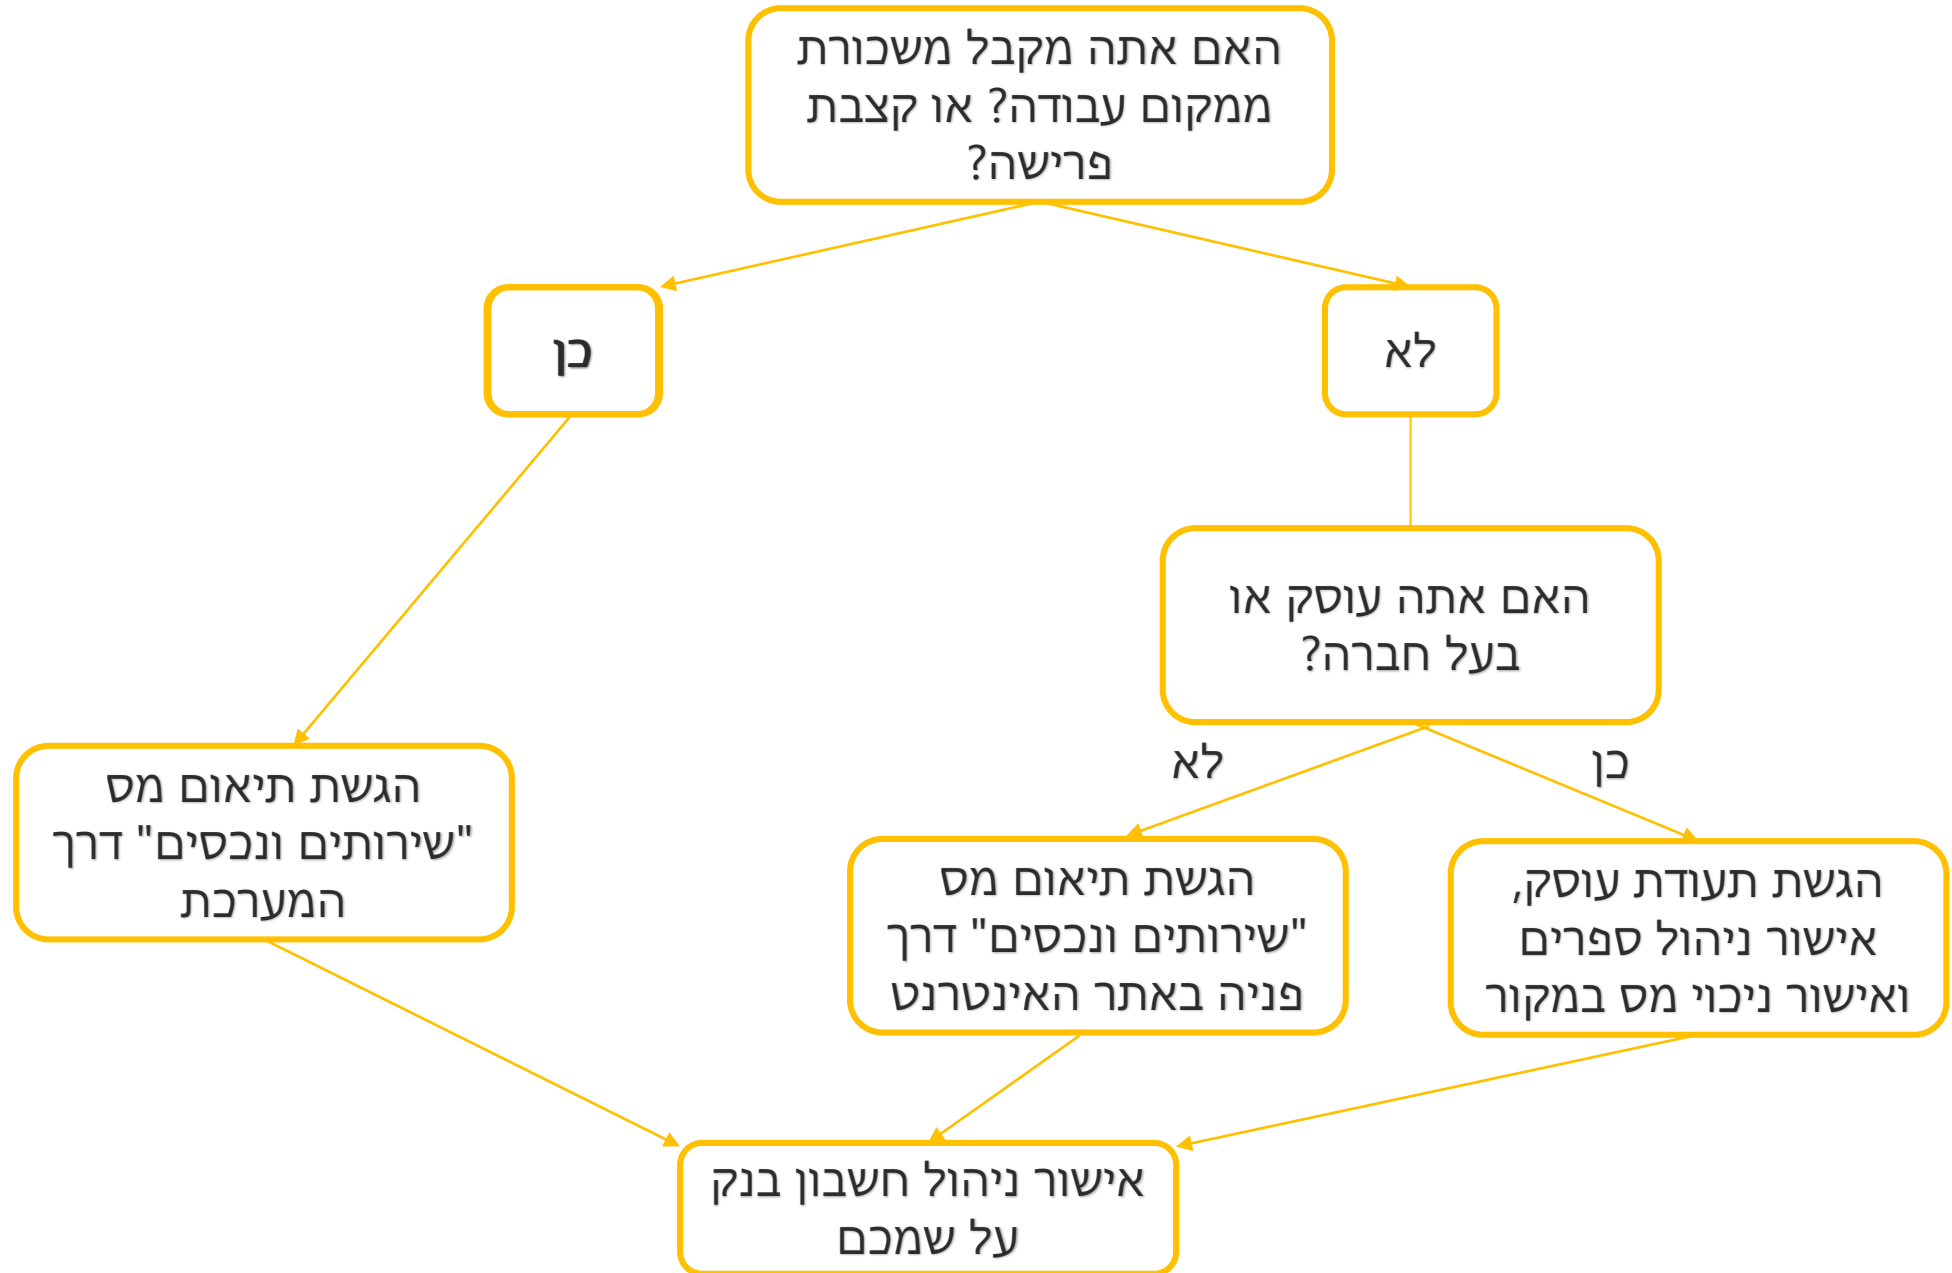 האם אתה מקבל משכורת
ממקום עבודה? או קצבת
פרישה?
לא
כן
האם אתה עוסק או
בעל חברה?
כן
לא
הגשת תיאום מס
"שירותים ונכסים" דרך
המערכת
הגשת תעודת עוסק,
אישור ניהול ספרים
ואישור ניכוי מס במקור
הגשת תיאום מס
"שירותים ונכסים" דרך
פניה באתר האינטרנט
אישור ניהול חשבון בנק
על שמכם